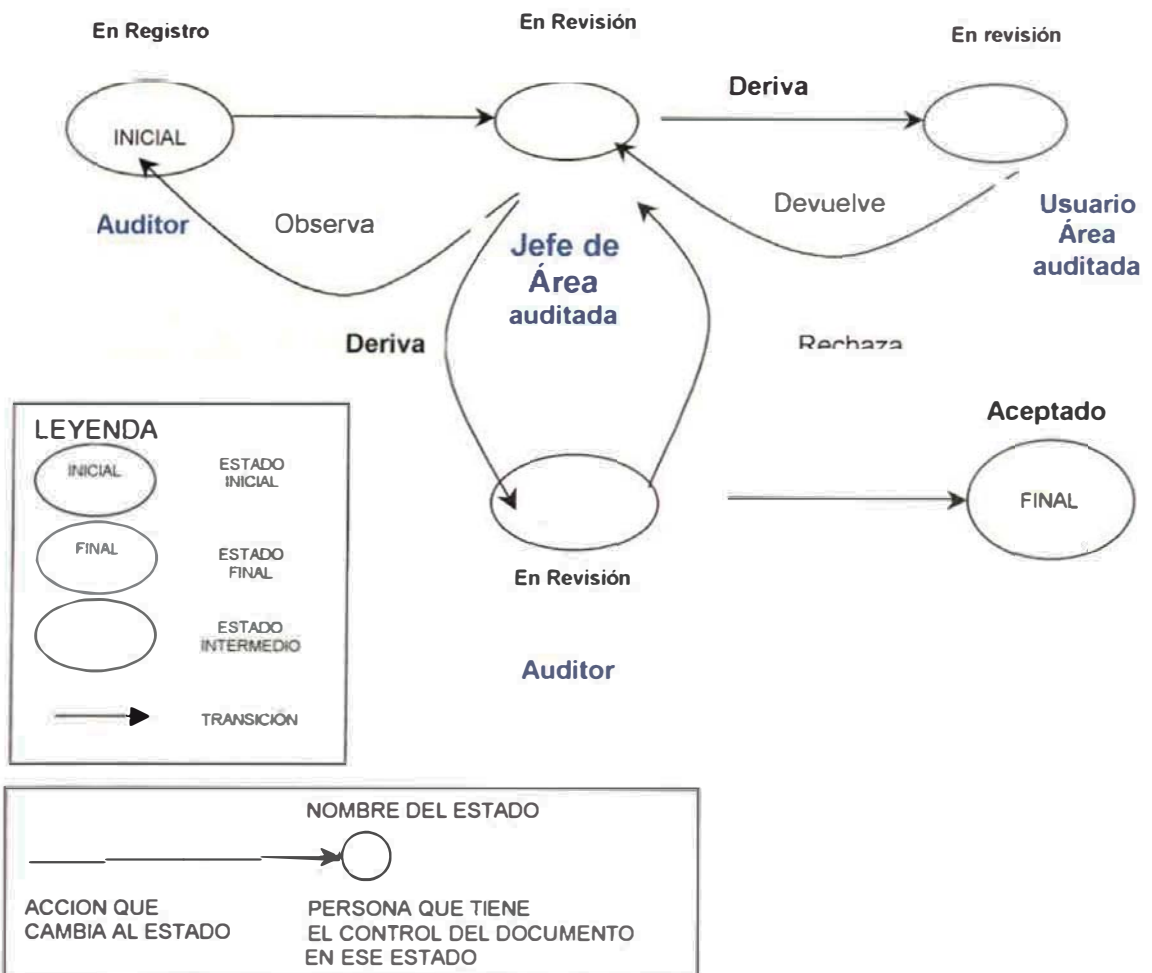 En Registro
En Revisión
En revisión
Deriva
INICIAL
Auditor
Observa
Devuelve
Usuario
Área
auditada
Jefe de
Área
auditada
Deriva
Rechaza
Aceptado
FINAL
En Revisión
Auditor
LEYENDA
INICIAL
ESTADO
INICIAL
FINAL
ESTADO
FINAL
ESTADO
INTERMEDIO
TRANSICIÓN
NOMBRE DEL ESTADO
ACCION QUE
CAMBIA AL ESTADO
PERSONA QUE TIENE
EL CONTROL DEL DOCUMENTO
EN ESE ESTADO